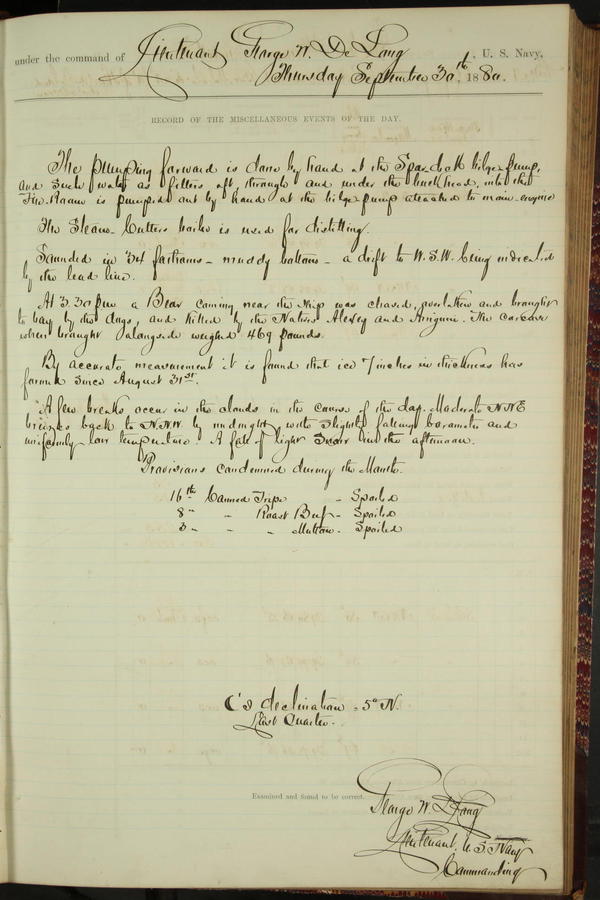 under the command of Lieutenant George W. De Long, U. S. Navy,
Thursday September 30th, 1880.
RECORD OF THE MISCELLANEOUS EVENTS OF THE DAY.
The pumping forward is done by hand at the Spar-deck bilge pump,
and such water as filters aft, through and under the bulkhead, into the
Fire-Room is pumped out by hand at the bilge pump attached to main engine
The Steam-Cutters boiler is used for distilling.
Sounded in 34 fathoms - muddy bottom - a drift to W.S.W. being indicated
by the lead line.
At 3.30 pm a Bear coming near the ship was chased, overtaken and brought
to bay by the dogs, and killed by the Natives Alexey and Aniguin. The carcass
when brought alongside weighed 469 pounds.
By accurate measurement it is found that ice 7 inches in thickness has
formed since August 31st.
A few breaks occur in the clouds in the course of the day. Moderate NNE
breezes back to NNW by midnight, with slightly falling barometer and
uniformly low temperature. A fall of light Snow in the afternoon.
Provisions condemned during the Month.
16 lbs Canned Tripe - Spoiled
8 " " Roast Beef - Spoiled
3 " " Mutton - Spoiled
C's declination - 5° N.
Last Quarter.
Examined and found to be correct.
George W. De Long
Lieutenant, U.S. Navy
Commanding